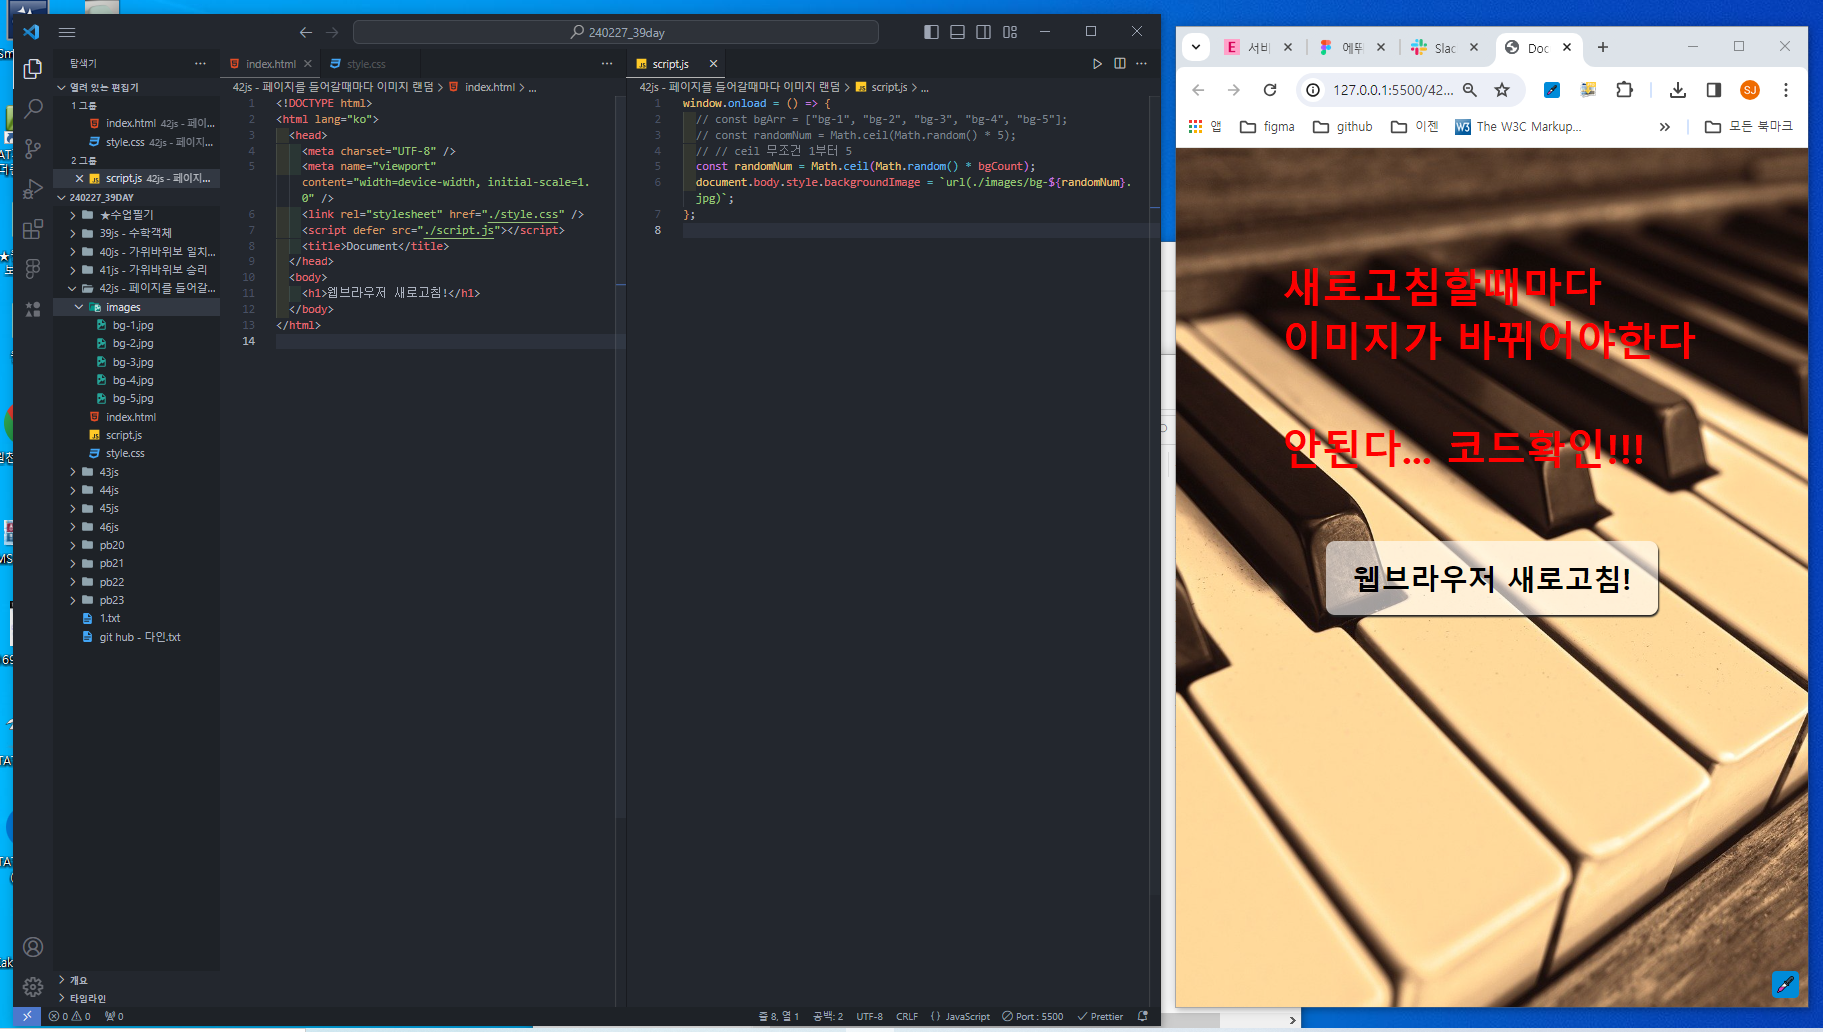 240227_39day
탐색기
열려 있는 편집기
1 그룹
index.html 42js - 페이...
style.css 42js - 페이지...
2 그룹
script.js 42js - 페이지...
240227_39DAY
★수업필기
39js - 수학객체
40js - 가위바위보 일치...
41js - 가위바위보 승리
42js - 페이지를 들어갈...
images
bg-1.jpg
bg-2.jpg
bg-3.jpg
bg-4.jpg
bg-5.jpg
index.html
script.js
style.css
43js
44js
45js
46js
pb20
pb21
pb22
pb23
1.txt
git hub - 다인.txt
개요
타임라인
index.html
style.css
42js - 페이지를 들어갈때마다 이미지 랜덤 > index.html > ...
1 <!DOCTYPE html>
2 <html lang="ko">
3 <head>
4 <meta charset="UTF-8" />
5 <meta name="viewport"
content="width=device-width, initial-scale=1.
0" />
6 <link rel="stylesheet" href="./style.css" />
7 <script defer src="./script.js"></script>
8 <title>Document</title>
9 </head>
10 <body>
11 <h1>웹브라우저 새로고침!</h1>
12 </body>
13 </html>
14
script.js
42js - 페이지를 들어갈때마다 이미지 랜덤 > script.js > ...
1 window.onload = () => {
2 // const bgArr = ["bg-1", "bg-2", "bg-3", "bg-4", "bg-5"];
3 // const randomNum = Math.ceil(Math.random() * 5);
4 // // ceil 무조건 1부터 5
5 const randomNum = Math.ceil(Math.random() * bgCount);
6 document.body.style.backgroundImage = `url(./images/bg-${randomNum}.
jpg)`;
7 };
8
0 0 0
줄 8, 열 1 공백: 2 UTF-8 CRLF {} JavaScript Port : 5500 Prettier
서비
에뛰
Slac
Doc
127.0.0.1:5500/42...
SJ
앱 figma github 이젠 W3 The W3C Markup... » 모든 북마크
새로고침할때마다
이미지가 바뀌어야한다
안된다... 코드확인!!!
웹브라우저 새로고침!